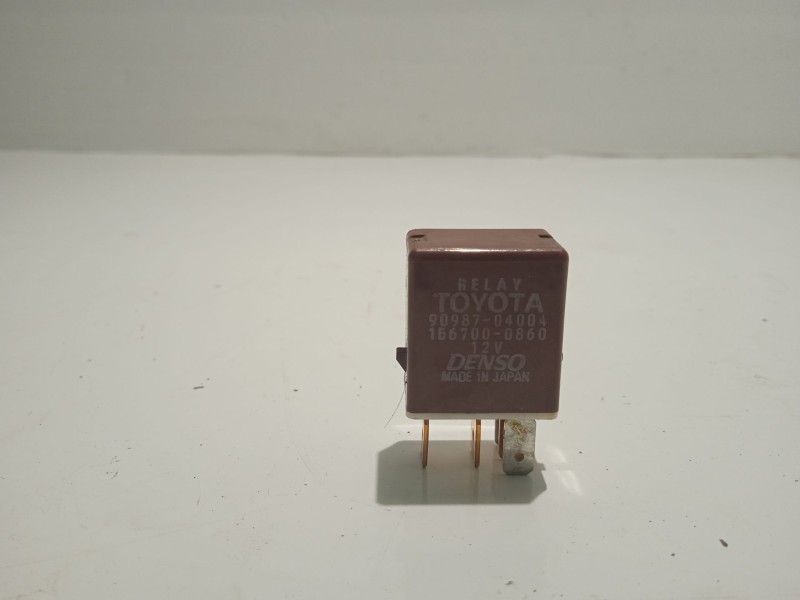 RELAY
TOYOTA
90987-04004
156700-0860
12V
DENSO
MADE IN JAPAN